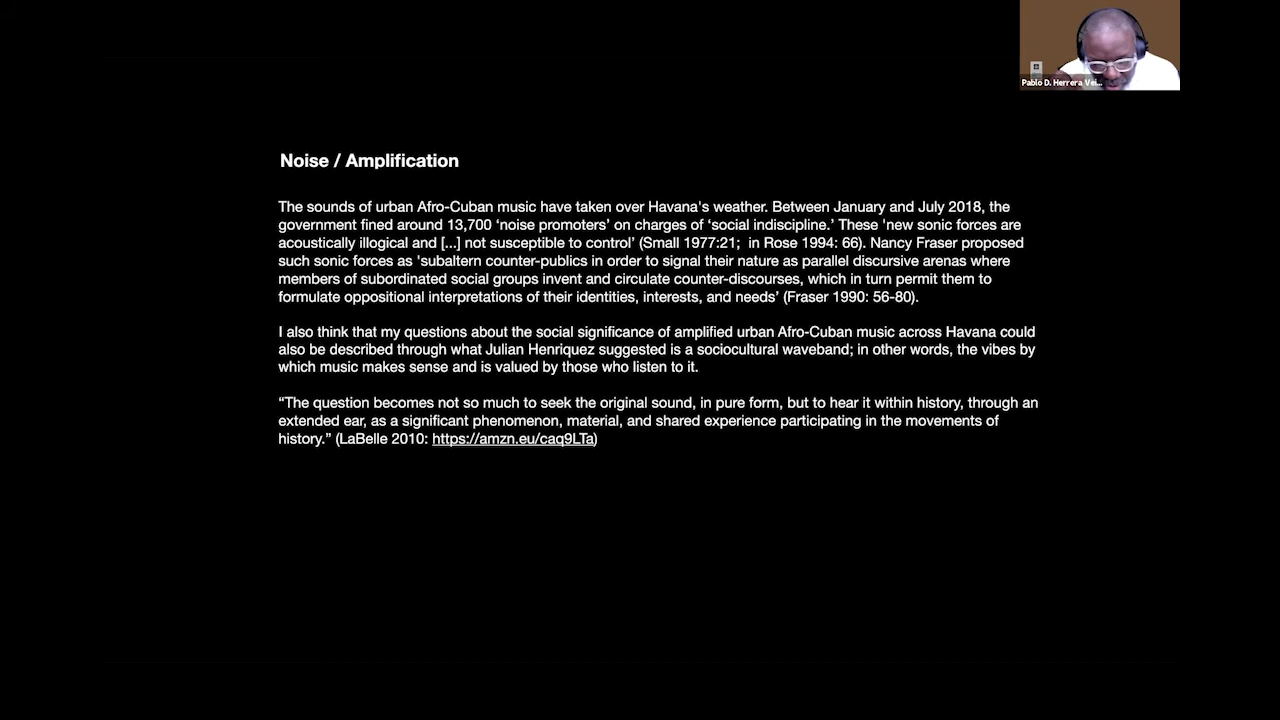 Pablo D. Herrera Vei...
Noise / Amplification
The sounds of urban Afro-Cuban music have taken over Havana's weather. Between January and July 2018, the
government fined around 13,700 ‘noise promoters’ on charges of ‘social indiscipline.’ These 'new sonic forces are
acoustically illogical and [...] not susceptible to control’ (Small 1977:21;  in Rose 1994: 66). Nancy Fraser proposed
such sonic forces as 'subaltern counter-publics in order to signal their nature as parallel discursive arenas where
members of subordinated social groups invent and circulate counter-discourses, which in turn permit them to
formulate oppositional interpretations of their identities, interests, and needs’ (Fraser 1990: 56-80).
I also think that my questions about the social significance of amplified urban Afro-Cuban music across Havana could
also be described through what Julian Henriquez suggested is a sociocultural waveband; in other words, the vibes by
which music makes sense and is valued by those who listen to it.
“The question becomes not so much to seek the original sound, in pure form, but to hear it within history, through an
extended ear, as a significant phenomenon, material, and shared experience participating in the movements of
history.” (LaBelle 2010: https://amzn.eu/caq9LTa)